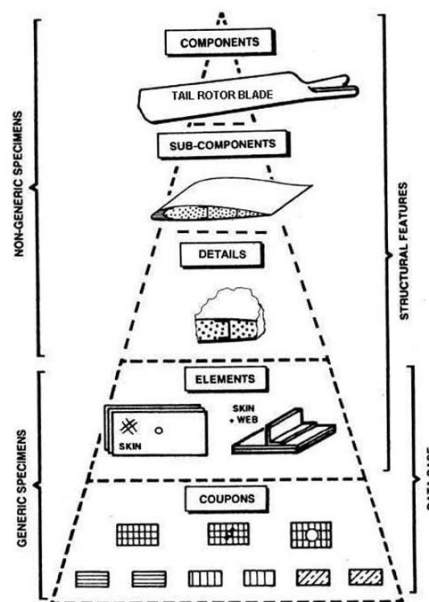 COMPONENTS
TAIL ROTOR BLADE
SUB-COMPONENTS
DETAILS
ELEMENTS
SKIN
SKIN
+ WEB
COUPONS
NON-GENERIC SPECIMENS
GENERIC SPECIMENS
STRUCTURAL FEATURES